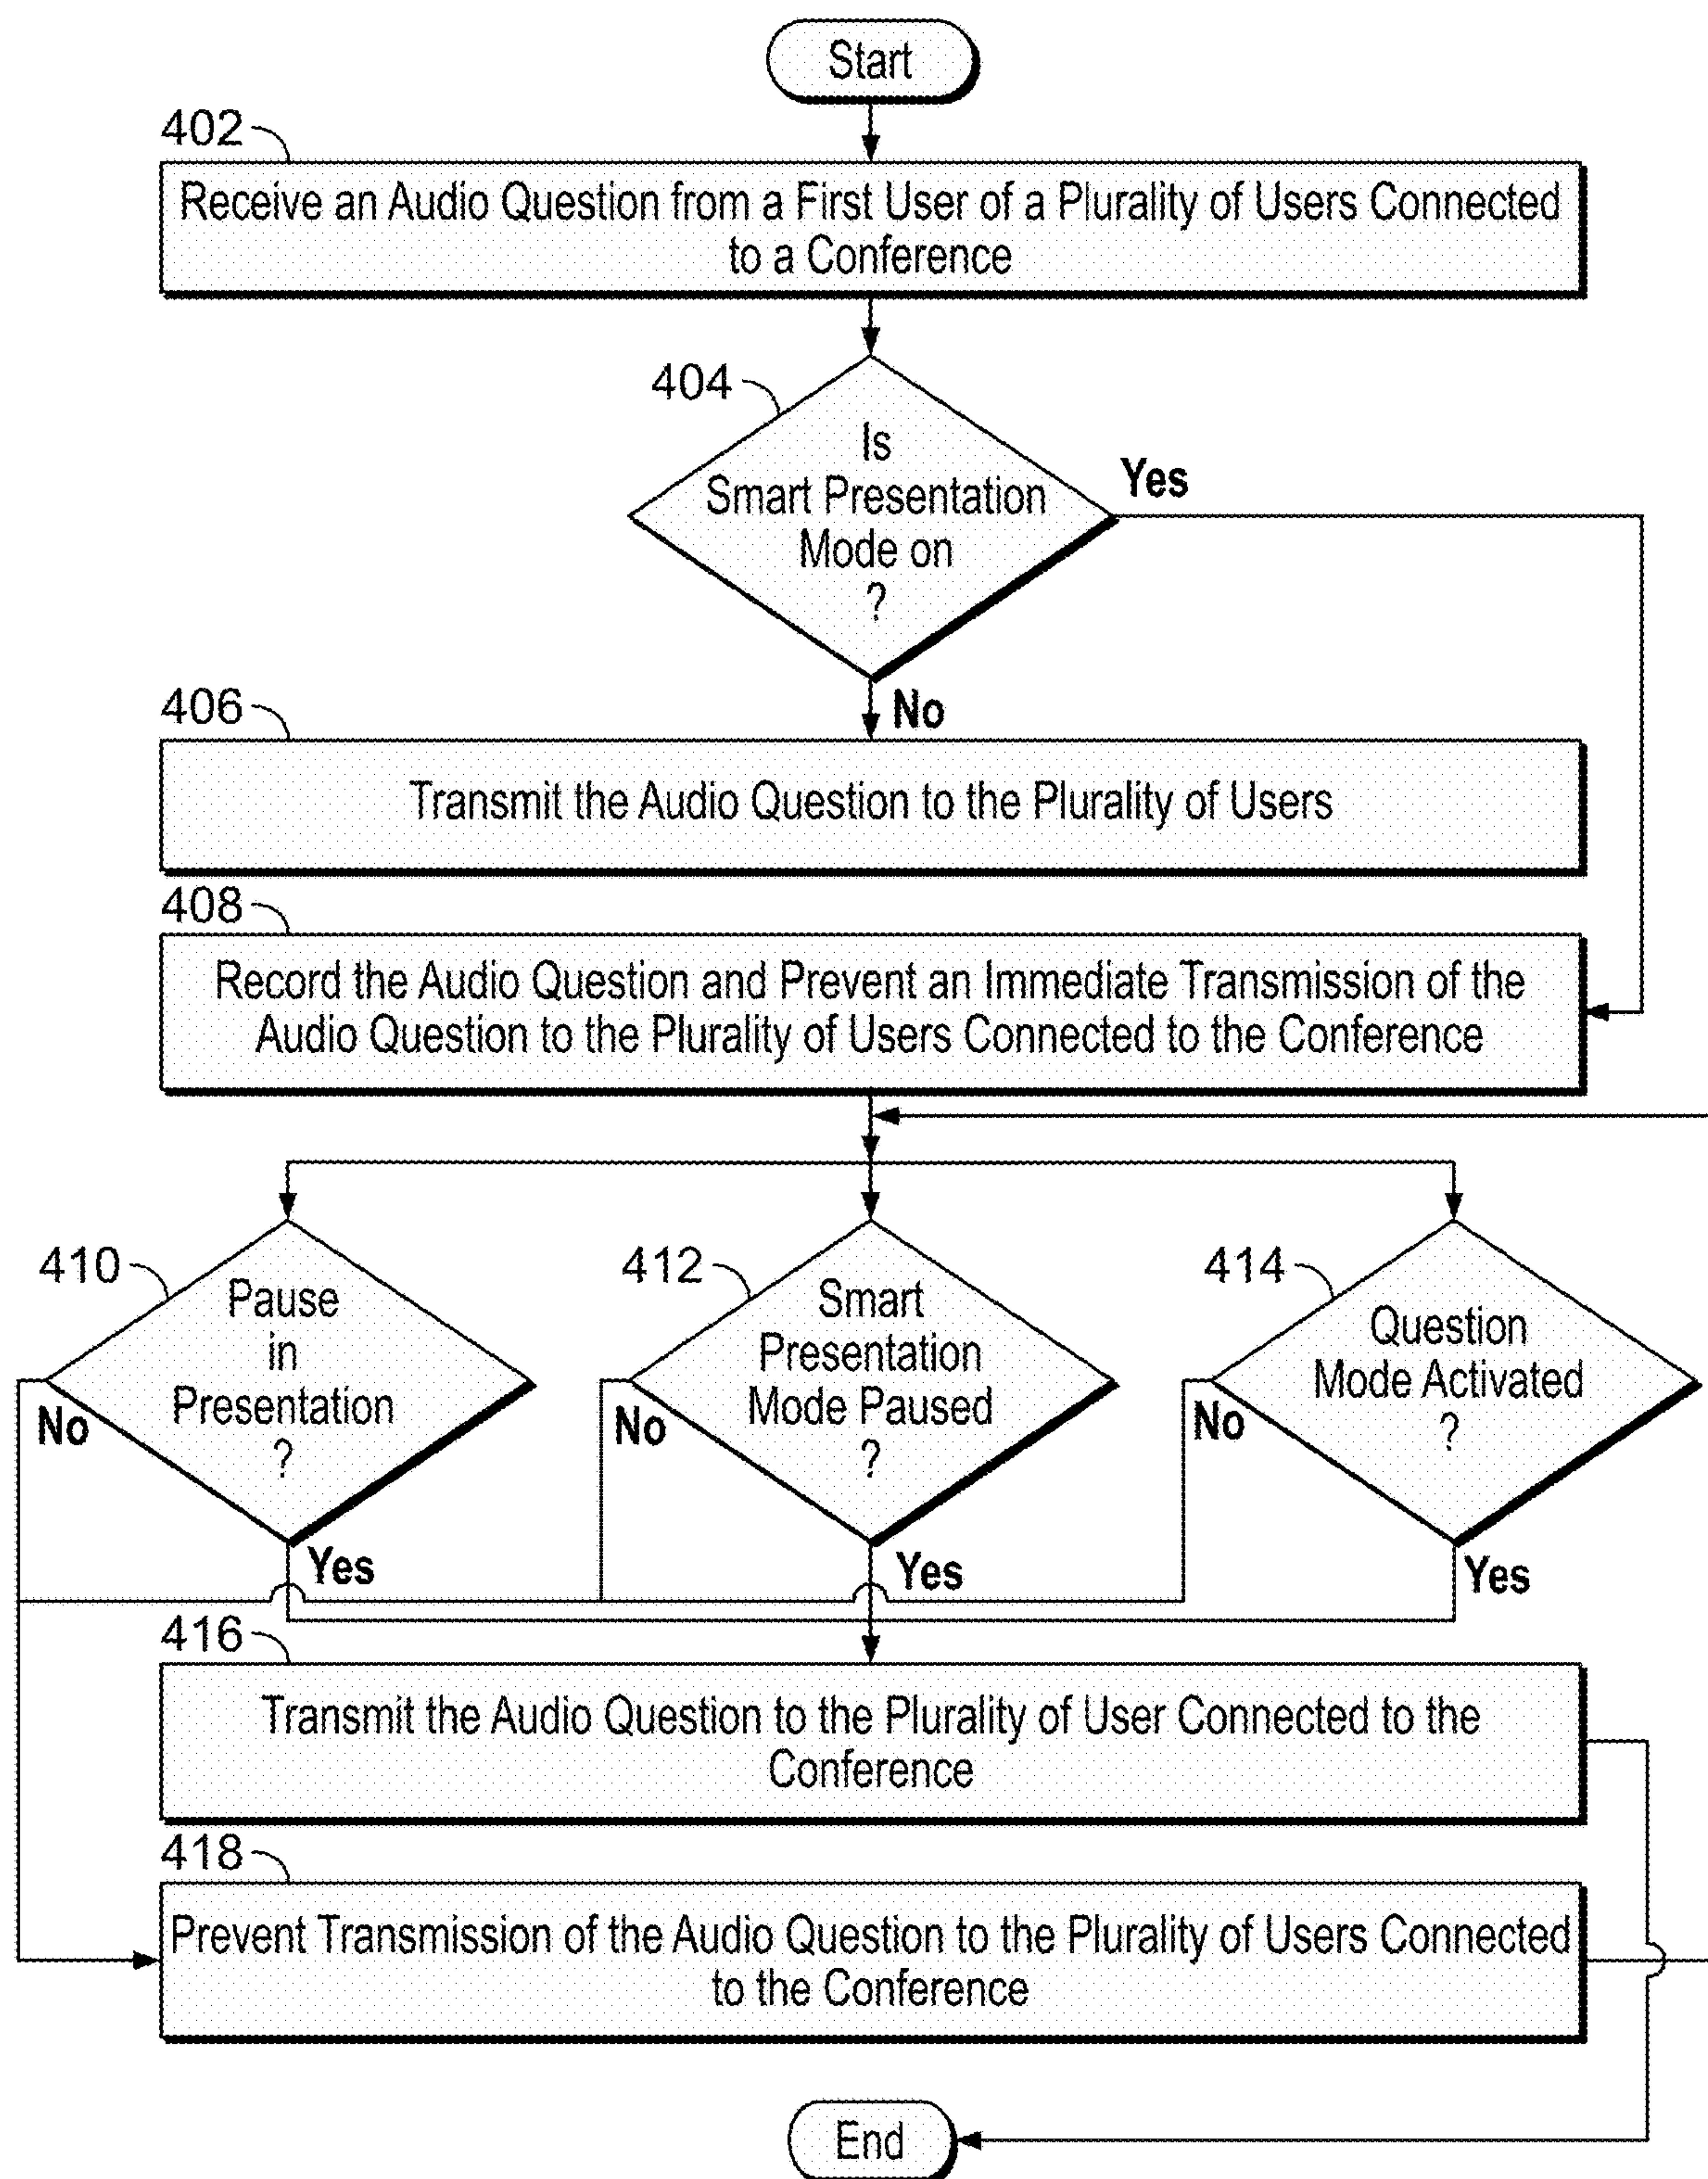 Start
402
Receive an Audio Question from a First User of a Plurality of Users Connected
to a Conference
404
Is
Smart Presentation
Mode on
?
Yes
No
406
Transmit the Audio Question to the Plurality of Users
408
Record the Audio Question and Prevent an Immediate Transmission of the
Audio Question to the Plurality of Users Connected to the Conference
410
Pause
in
Presentation
?
No
Yes
412
Smart
Presentation
Mode Paused
?
No
Yes
414
Question
Mode Activated
?
No
Yes
416
Transmit the Audio Question to the Plurality of User Connected to the
Conference
418
Prevent Transmission of the Audio Question to the Plurality of Users Connected
to the Conference
End